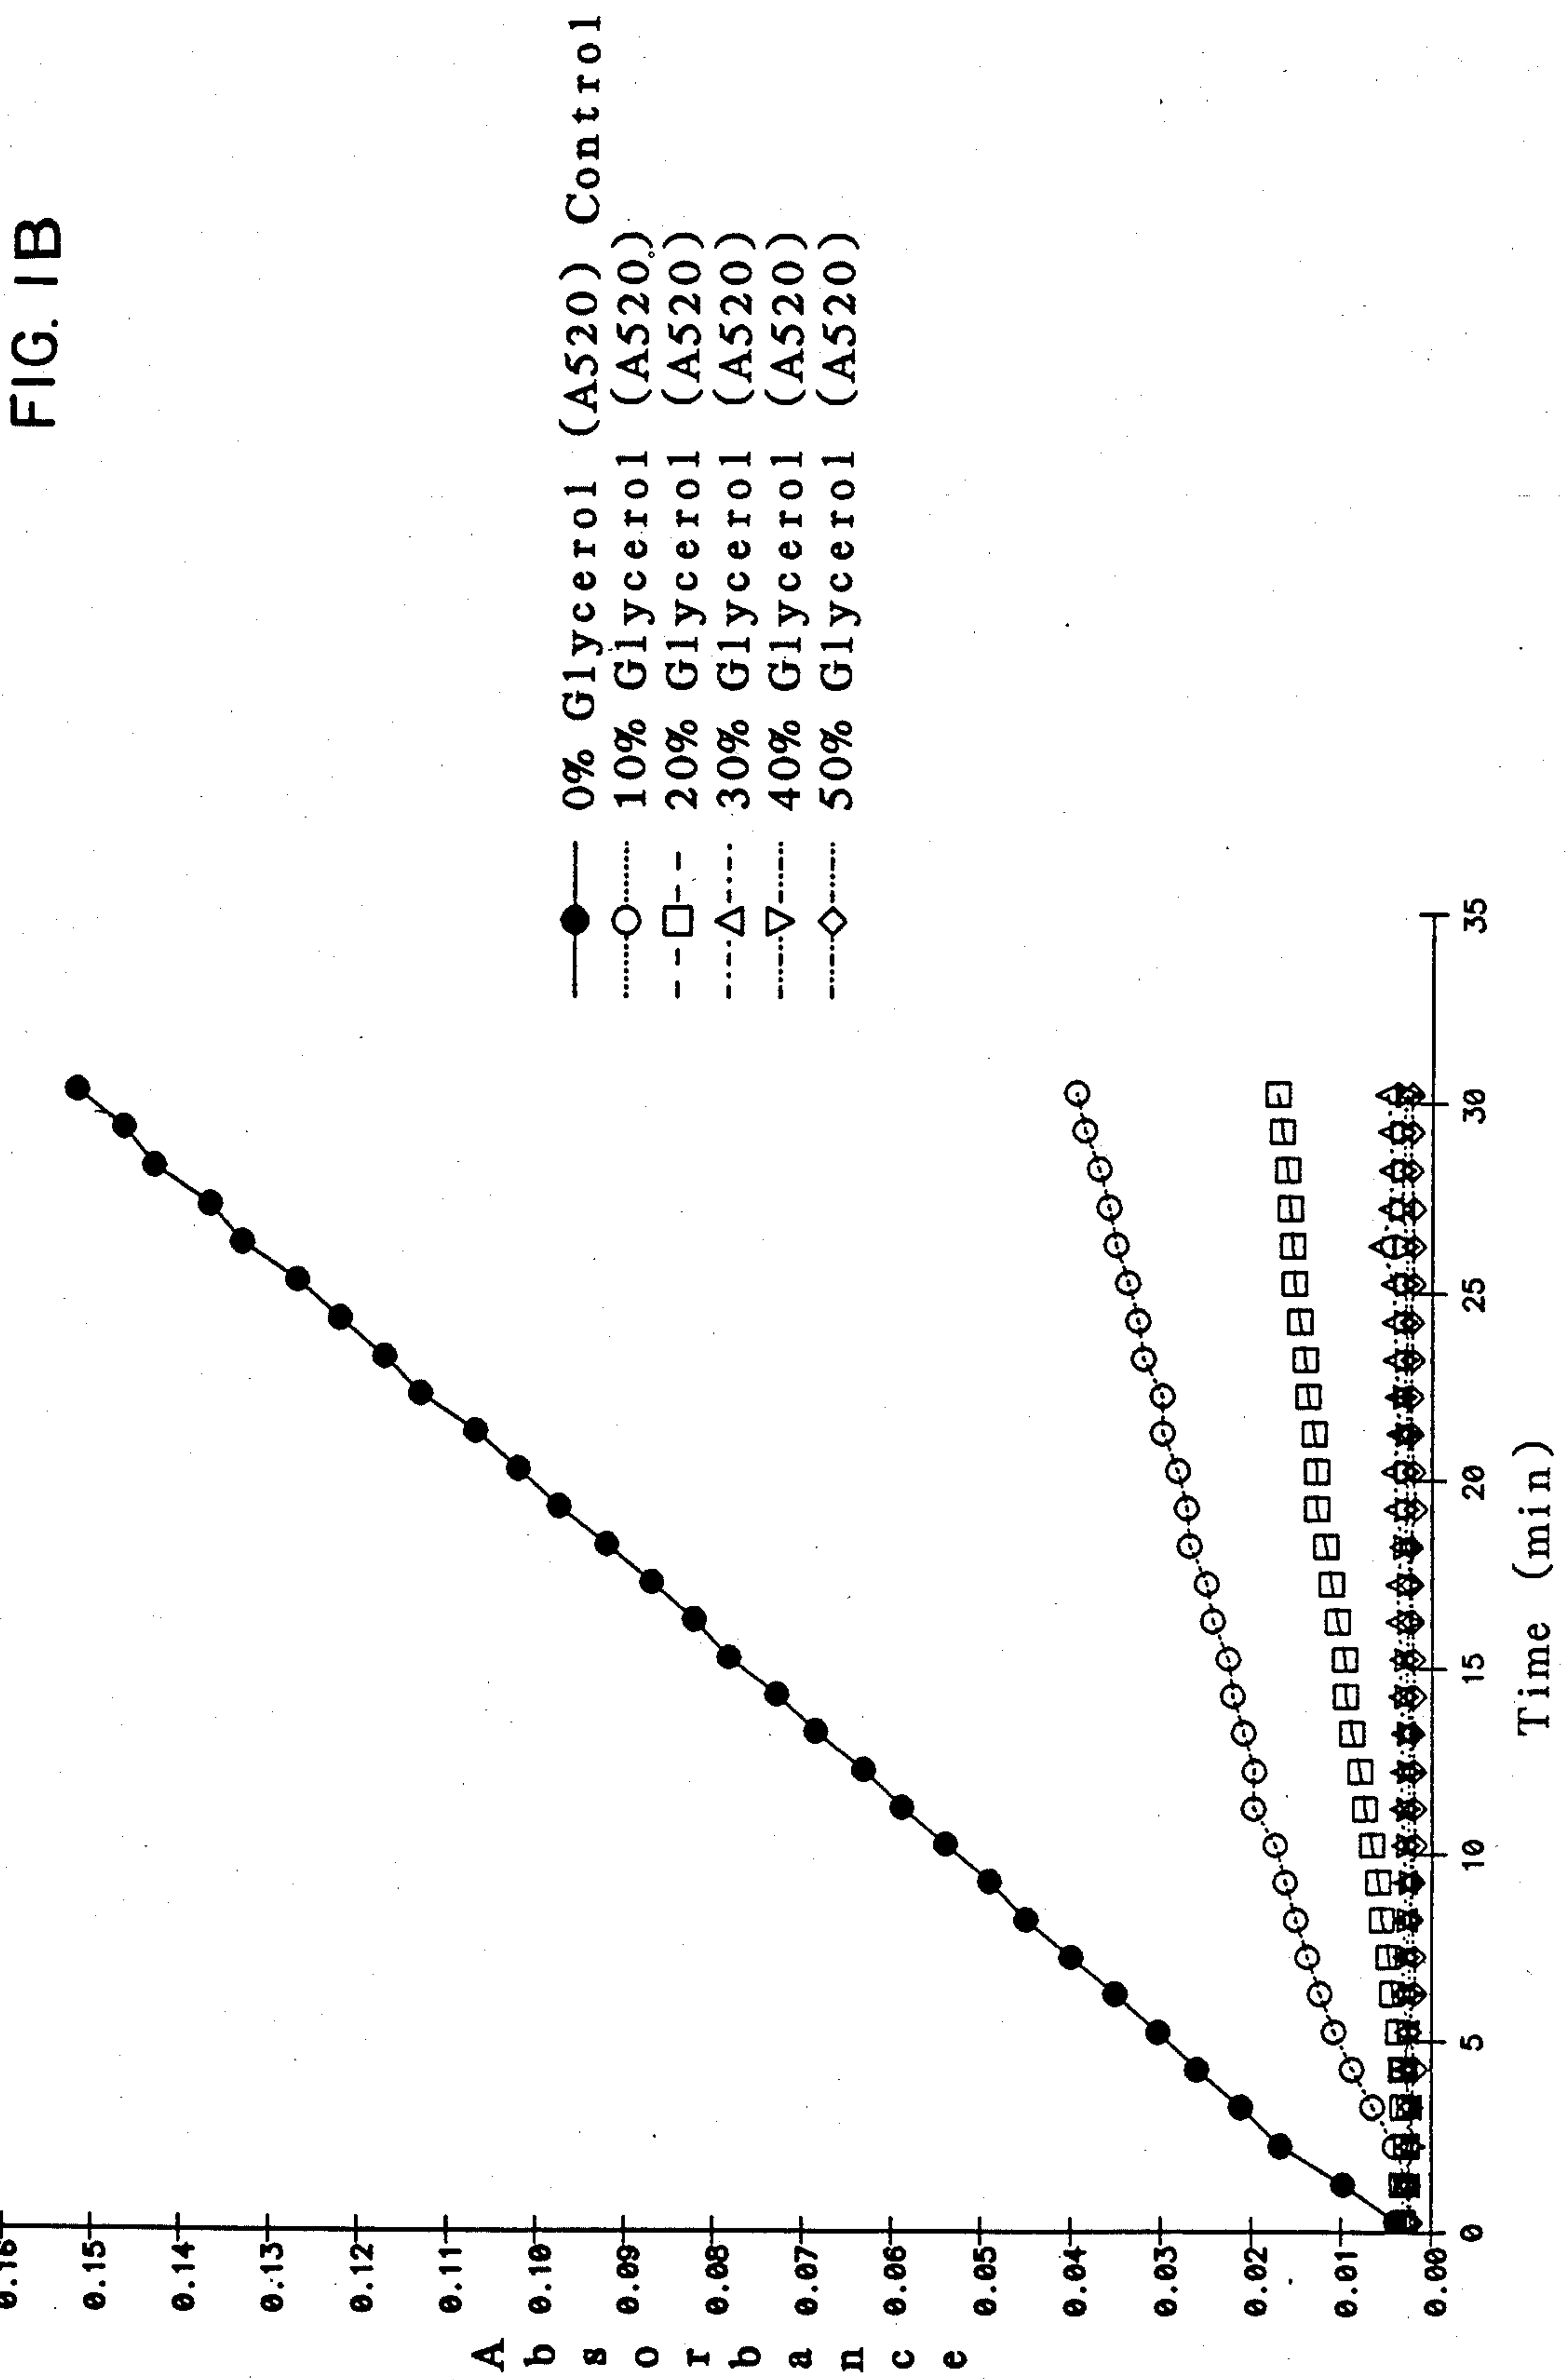 FIG. 1B
0.16
0.15
0.14
0.13
0.12
0.11
0.10
0.09
0.08
0.07
0.06
0.05
0.04
0.03
0.02
0.01
0.00
Absorbance
0% Glycerol (A520) Control
10% Glycerol (A520)
20% Glycerol (A520)
30% Glycerol (A520)
40% Glycerol (A520)
50% Glycerol (A520)
0 5 10 15 20 25 30 35
Time (min)